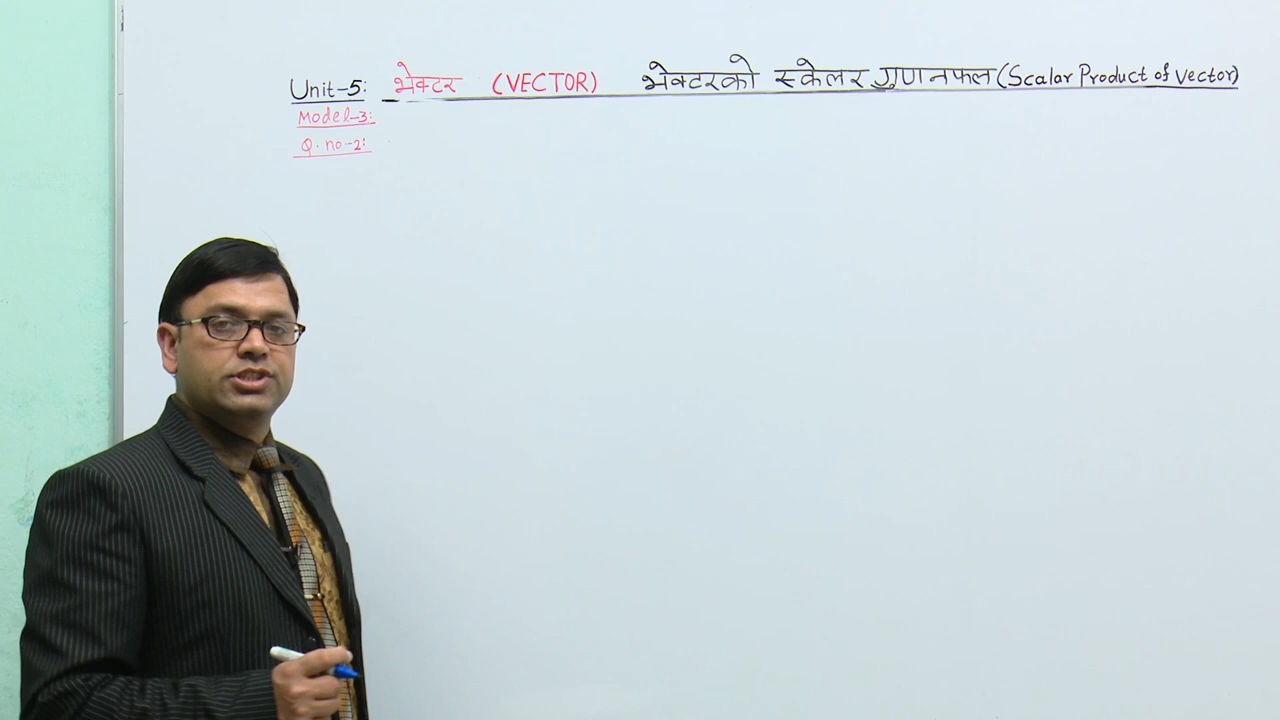 Unit-5: भेक्टर (VECTOR) भेक्टरको स्केलर गुणनफल (Scalar Product of Vector)
Model-3:
Q. no-2: